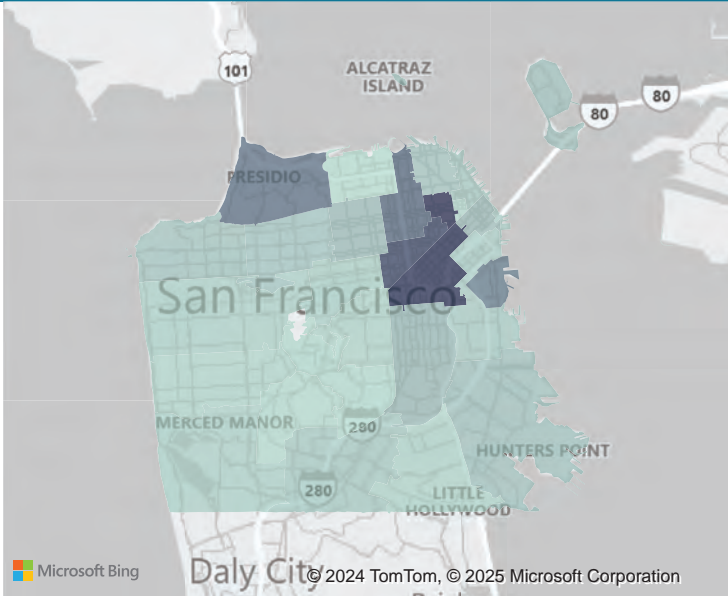 101
ALCATRAZ
ISLAND
80
80
PRESIDIO
San Francisco
MERCED MANOR
280
HUNTERS POINT
280
LITTLE
HOLLYWOOD
Microsoft Bing
Daly City
© 2024 TomTom, © 2025 Microsoft Corporation